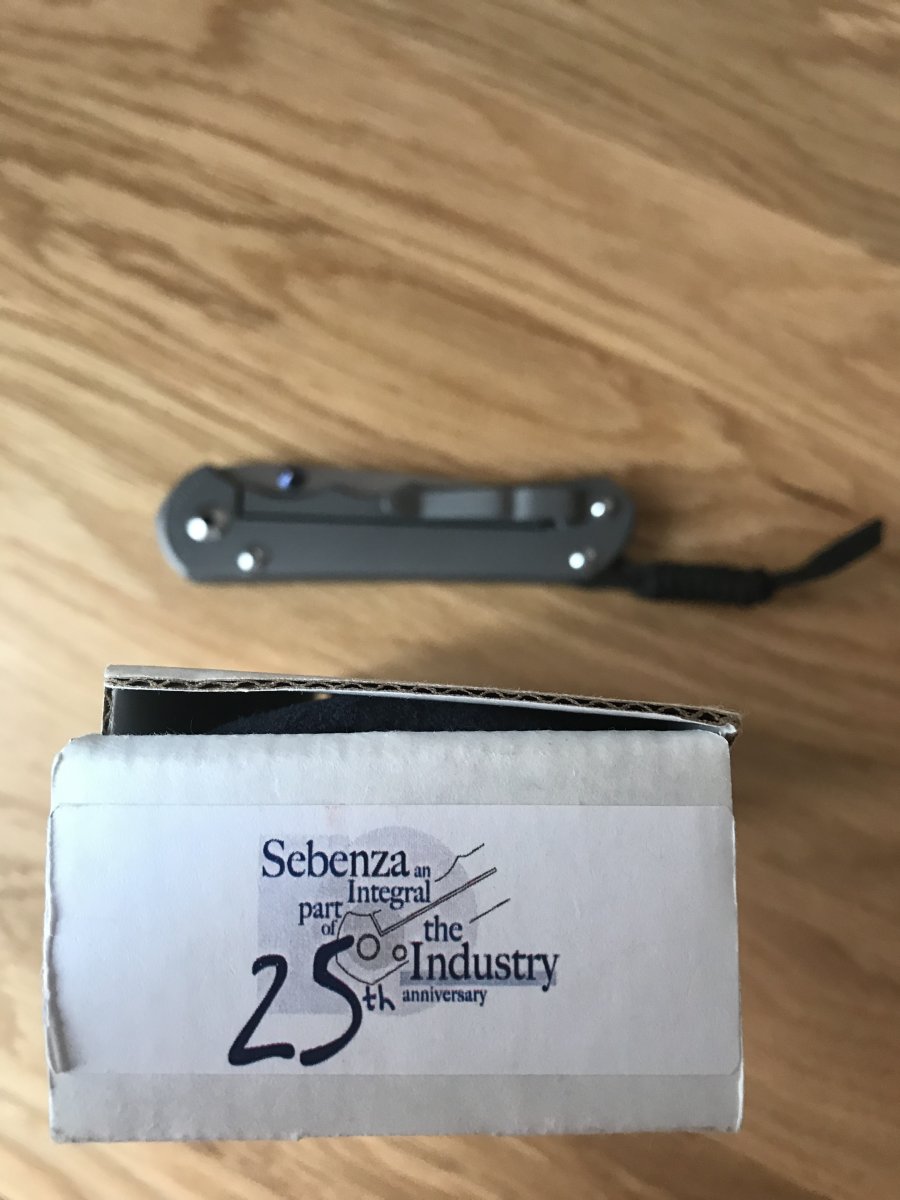 Sebenza an
Integral
part
of the
25th Industry
anniversary